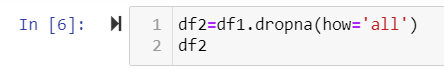 In [6]:
1 df2=df1.dropna(how='all')
2 df2